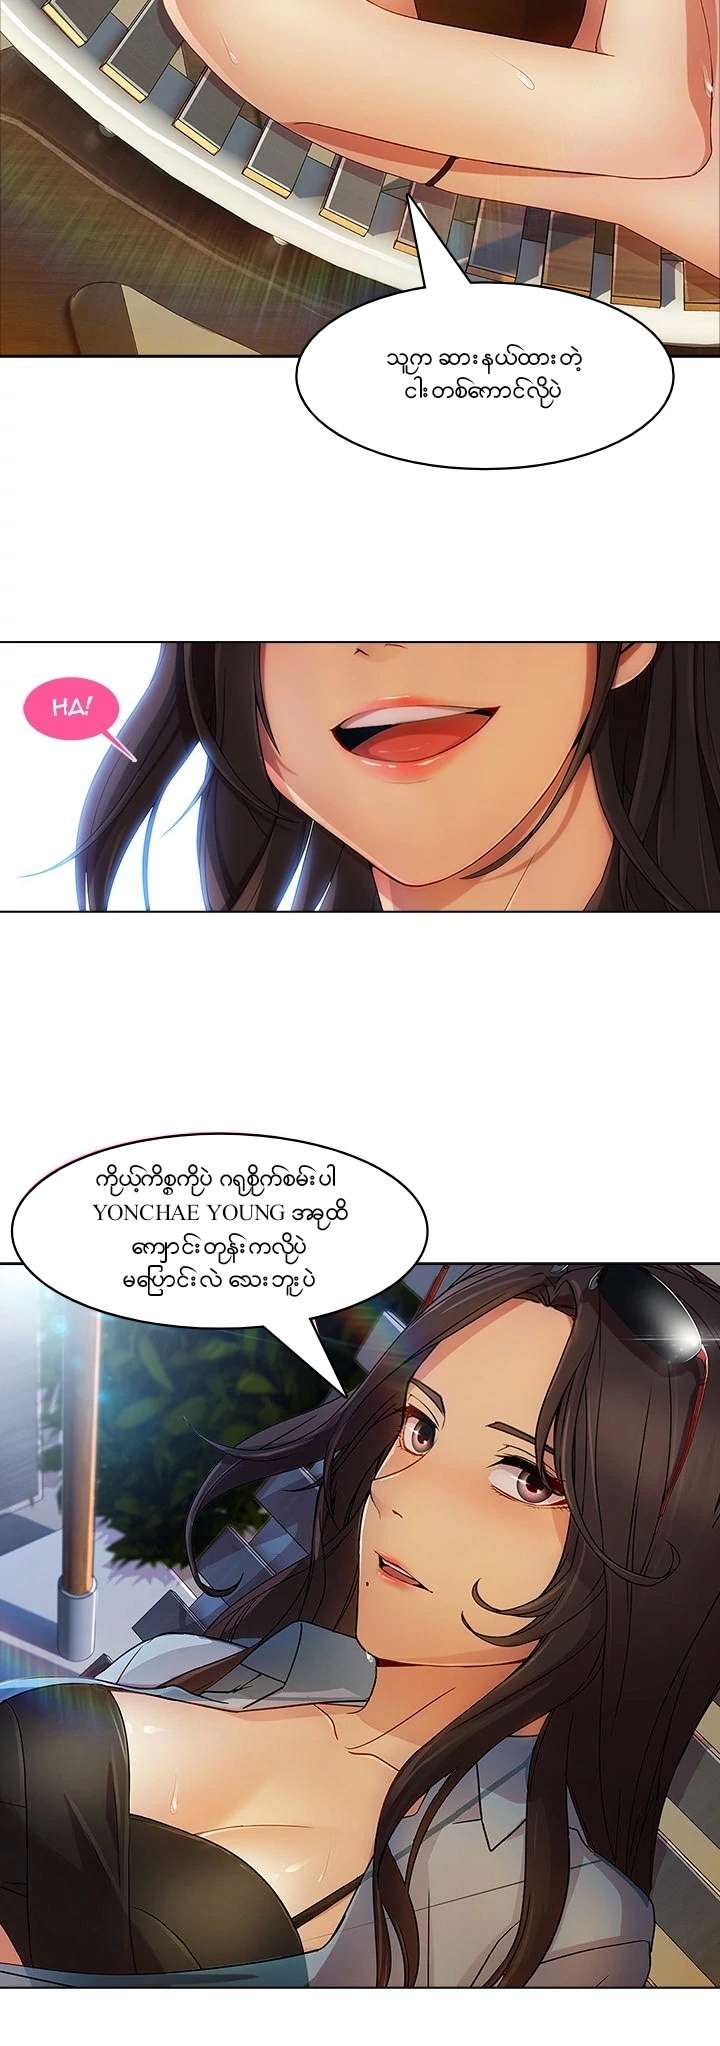 သူက ဆားနယ်ထားတဲ့
ငါးတစ်ကောင်လိုပဲ
HA!
ကိုယ့်ကိစ္စကိုပဲ ဂရုစိုက်စမ်းပါ
YONCHAE YOUNG အခုထိ
ကျောင်းတုန်းကလိုပဲ
မပြောင်းလဲ သေးဘူးပဲ